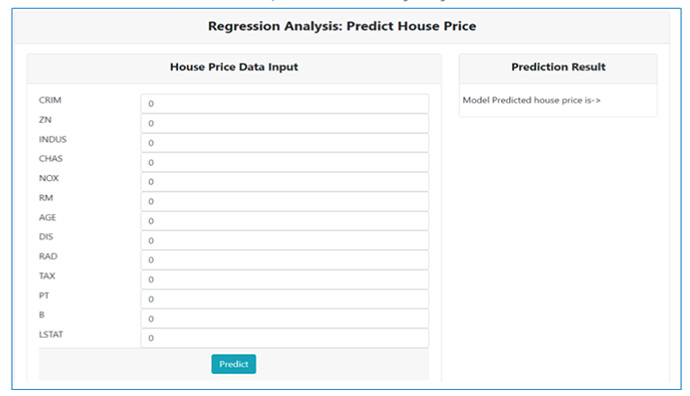 Regression Analysis: Predict House Price
House Price Data Input
Prediction Result
CRIM 0
Model Predicted house price is->
ZN 0
INDUS 0
CHAS 0
NOX 0
RM 0
AGE 0
DIS 0
RAD 0
TAX 0
PT 0
B 0
LSTAT 0
Predict